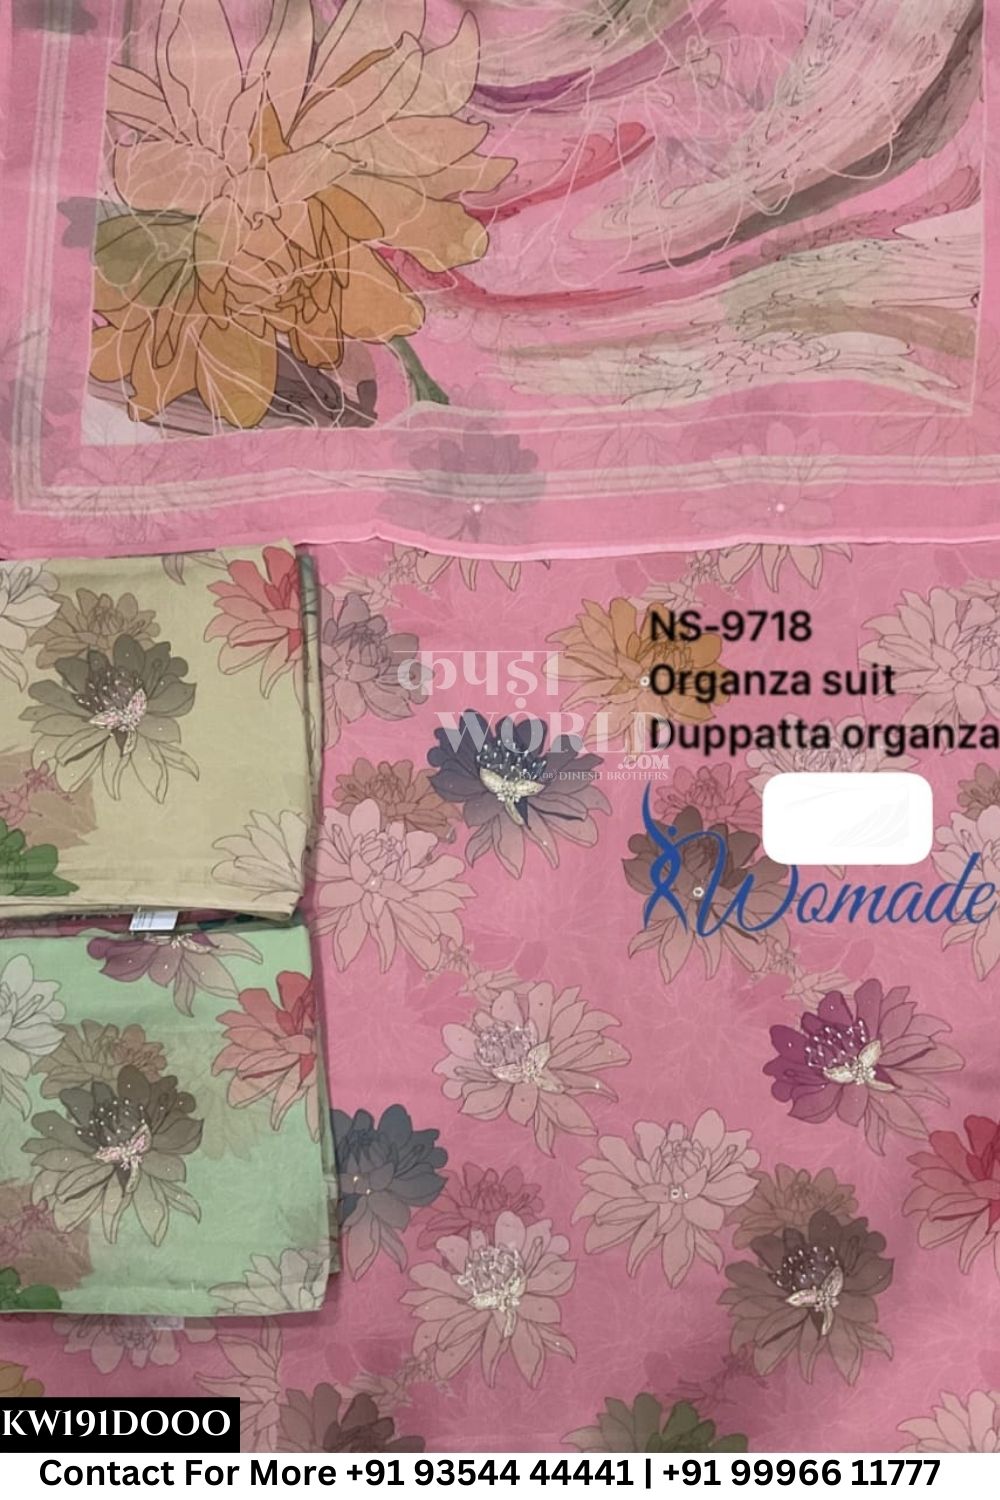 NS-9718
Organza suit
Duppatta organza
कपड़ा
WORLD
.COM
BY (DB) DINESH BROTHERS
Womade
KW191DOOO
Contact For More +91 93544 44441 | +91 99966 11777